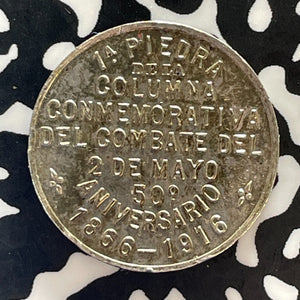 1A. PIEDRA
DE LA
COLUMNA
CONMEMORATIVA
DEL COMBATE DEL
2 DE MAYO
50º
ANIVERSARIO
1866-1916